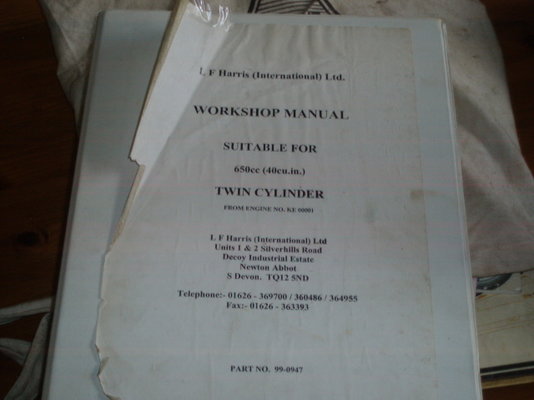 L F Harris (International) Ltd.
WORKSHOP MANUAL
SUITABLE FOR
650cc (40cu.in.)
TWIN CYLINDER
FROM ENGINE NO. KE 00001
L F Harris (International) Ltd
Units 1 & 2 Silverhills Road
Decoy Industrial Estate
Newton Abbot
S Devon. TQ12 5ND
Telephone:- 01626 - 369700 / 360486 / 364955
Fax:- 01626 - 363393
PART NO. 99-0947